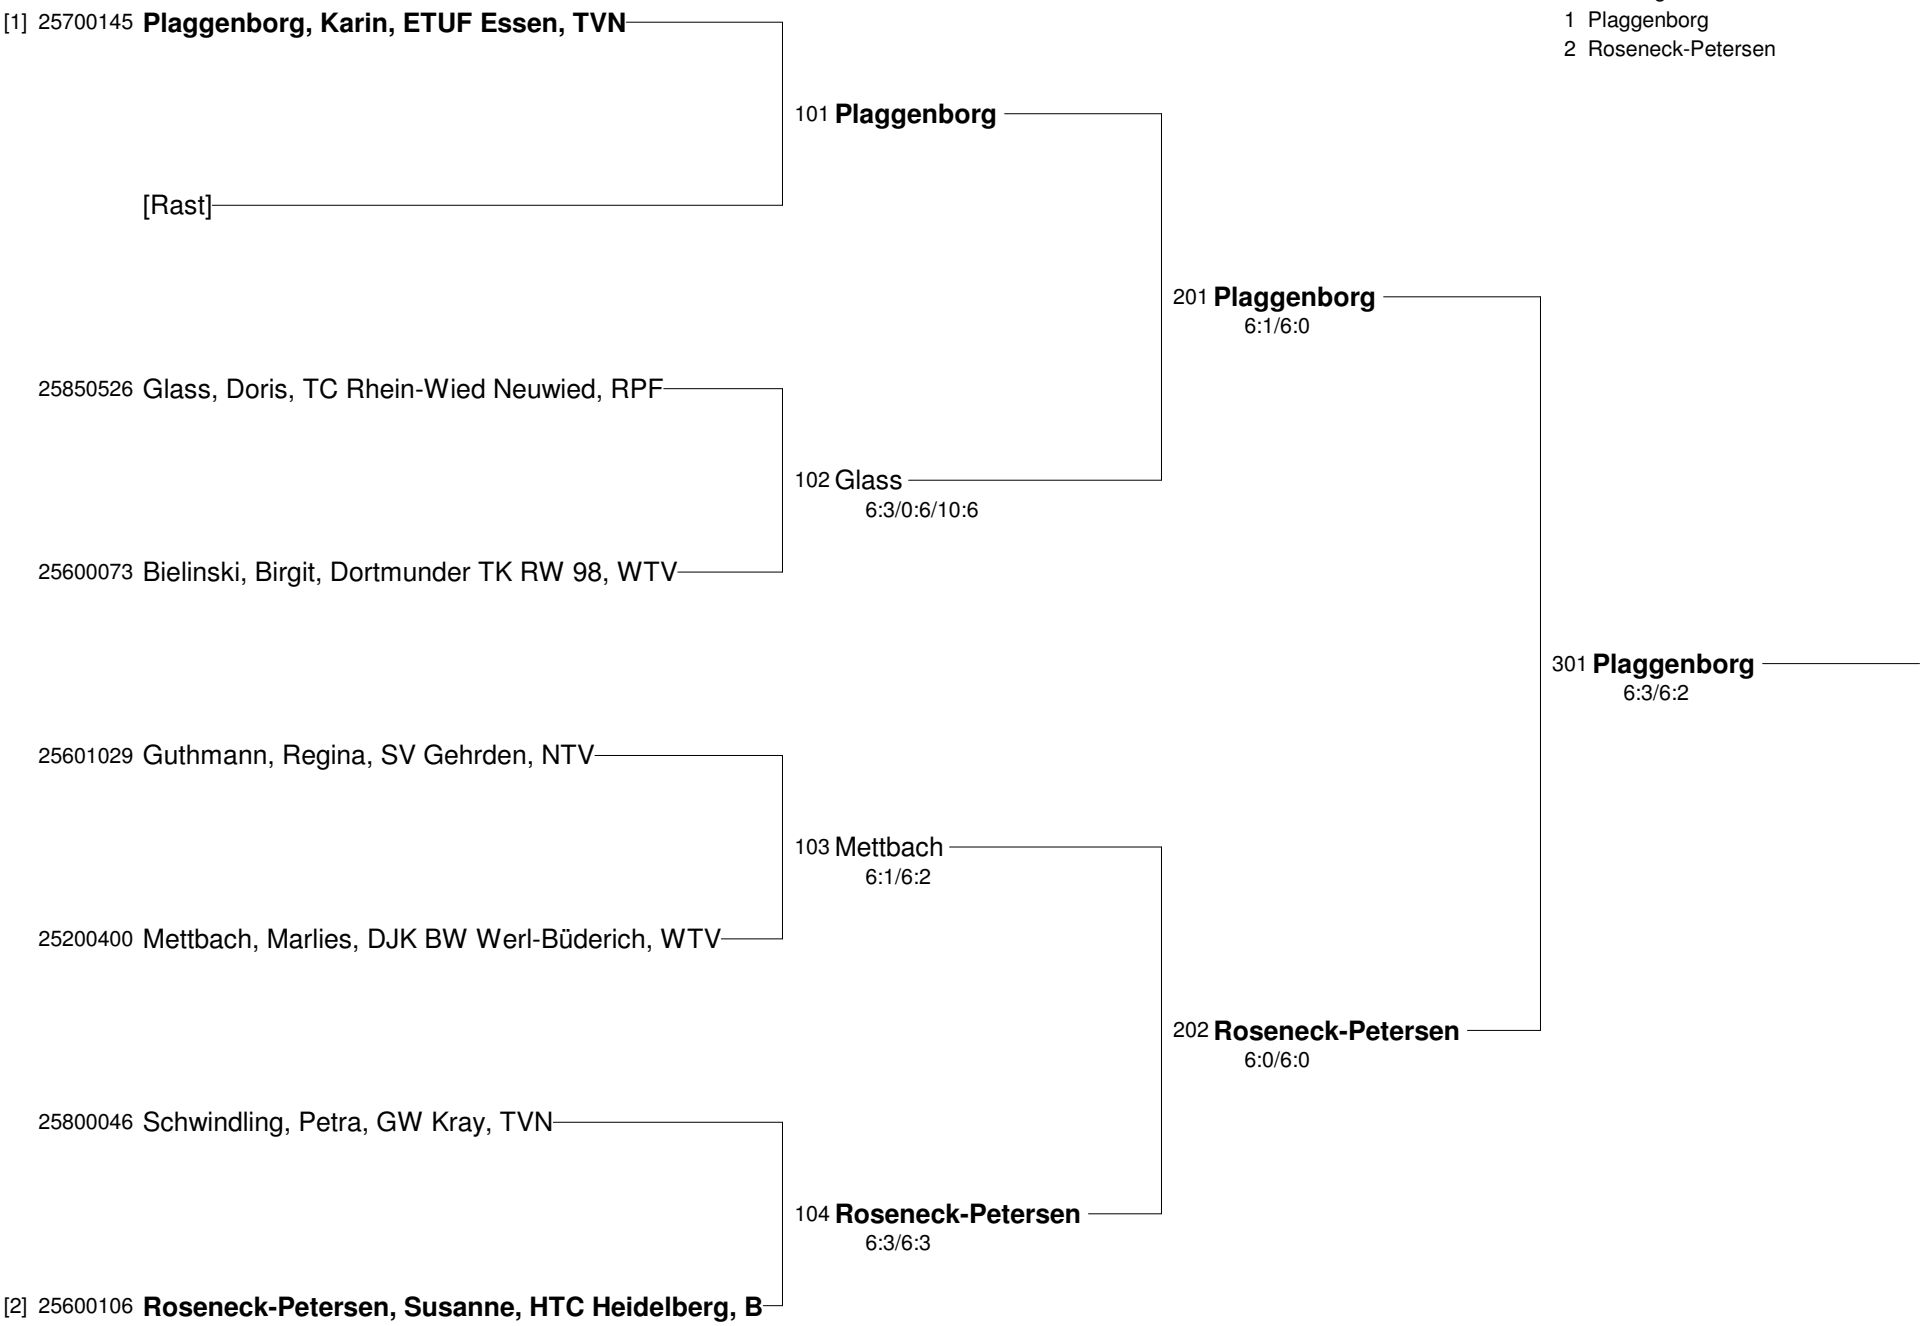 [1] 25700145 Plaggenborg, Karin, ETUF Essen, TVN
1 Plaggenborg
2 Roseneck-Petersen
101 Plaggenborg
[Rast]
201 Plaggenborg
6:1/6:0
25850526 Glass, Doris, TC Rhein-Wied Neuwied, RPF
102 Glass
6:3/0:6/10:6
25600073 Bielinski, Birgit, Dortmunder TK RW 98, WTV
301 Plaggenborg
6:3/6:2
25601029 Guthmann, Regina, SV Gehrden, NTV
103 Mettbach
6:1/6:2
25200400 Mettbach, Marlies, DJK BW Werl-Büderich, WTV
202 Roseneck-Petersen
6:0/6:0
25800046 Schwindling, Petra, GW Kray, TVN
104 Roseneck-Petersen
6:3/6:3
[2] 25600106 Roseneck-Petersen, Susanne, HTC Heidelberg, B